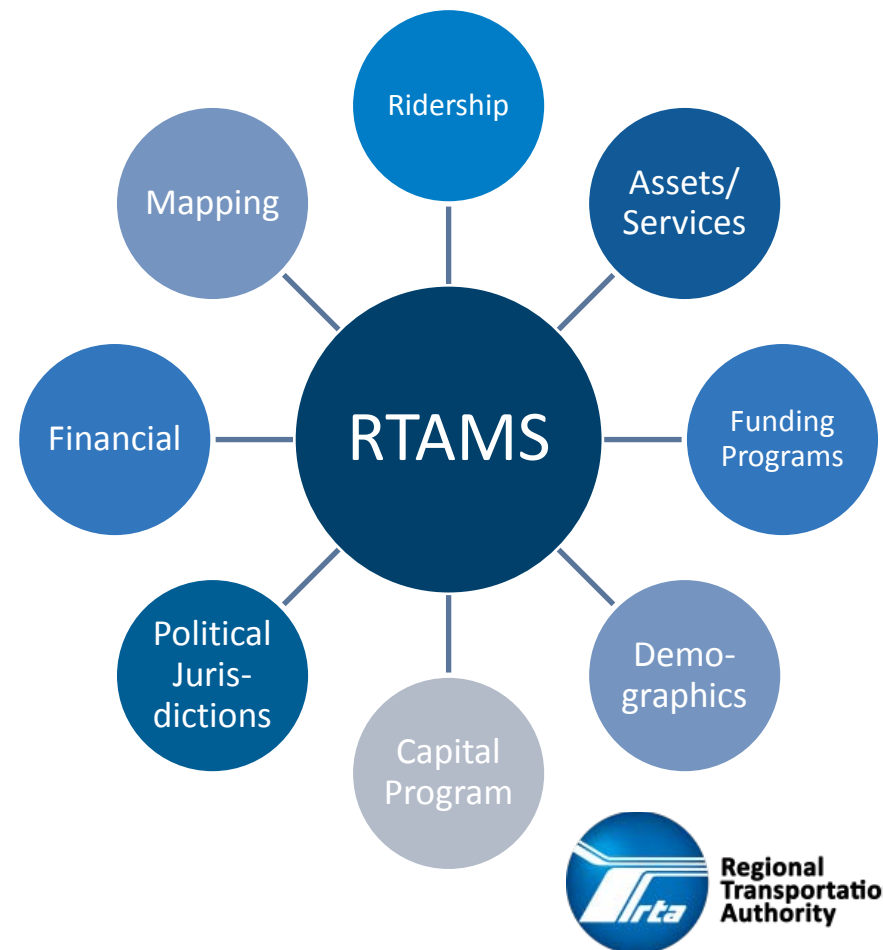 Ridership
Assets/
Services
Mapping
RTAMS
Financial
Funding
Programs
Political
Juris-
dictions
Demo-
graphics
Capital
Program
rta
Regional
Transportatio
Authority